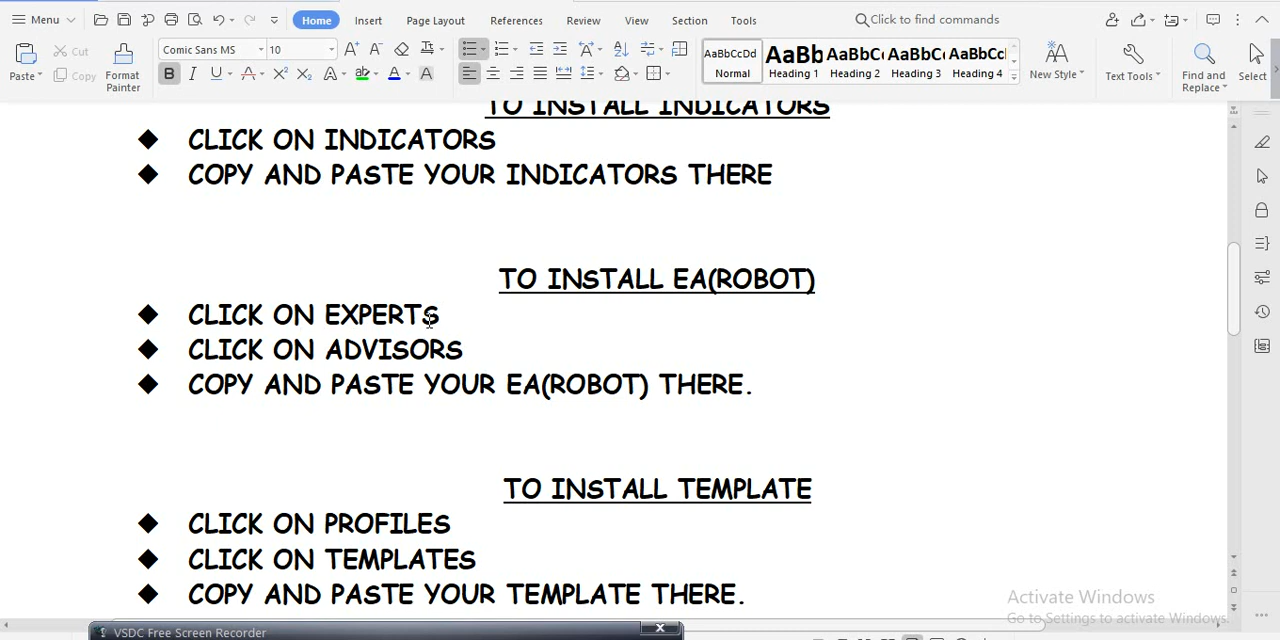 Menu
Home Insert Page Layout References Review View Section Tools Click to find commands
Paste Cut Copy Format Painter
Comic Sans MS 10
AaBbCcDd Normal
AaBb Heading 1
AaBbC Heading 2
AaBbCc Heading 3
AaBbCc Heading 4
New Style Text Tools Find and Replace Select
TO INSTALL INDICATORS
◆ CLICK ON INDICATORS
◆ COPY AND PASTE YOUR INDICATORS THERE
TO INSTALL EA(ROBOT)
◆ CLICK ON EXPERTS
◆ CLICK ON ADVISORS
◆ COPY AND PASTE YOUR EA(ROBOT) THERE.
TO INSTALL TEMPLATE
◆ CLICK ON PROFILES
◆ CLICK ON TEMPLATES
◆ COPY AND PASTE YOUR TEMPLATE THERE.
Activate Windows
Go to Settings to activate Windows.
VSDC Free Screen Recorder